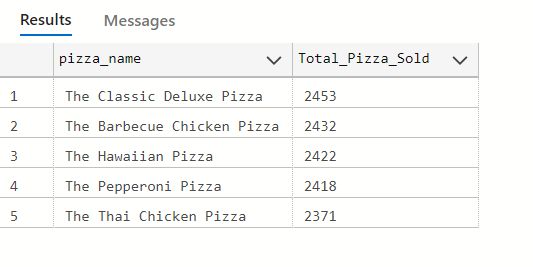 Results Messages
pizza_name Total_Pizza_Sold
1 The Classic Deluxe Pizza 2453
2 The Barbecue Chicken Pizza 2432
3 The Hawaiian Pizza 2422
4 The Pepperoni Pizza 2418
5 The Thai Chicken Pizza 2371